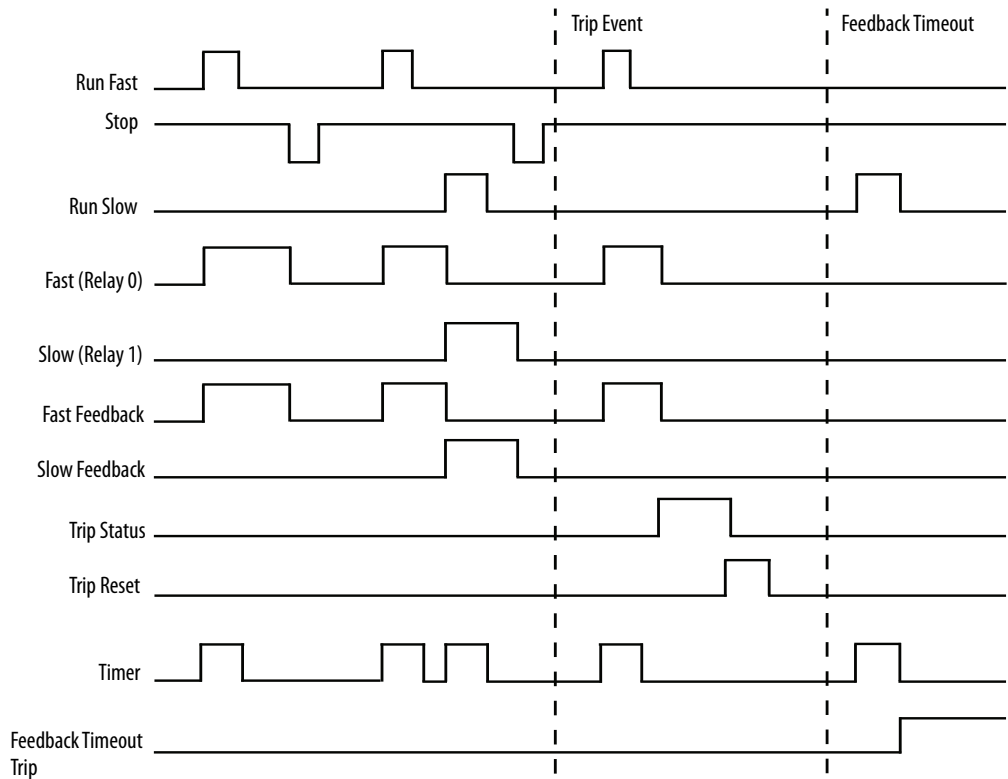 Trip Event
Feedback Timeout
Run Fast
Stop
Run Slow
Fast (Relay 0)
Slow (Relay 1)
Fast Feedback
Slow Feedback
Trip Status
Trip Reset
Timer
Feedback Timeout
Trip